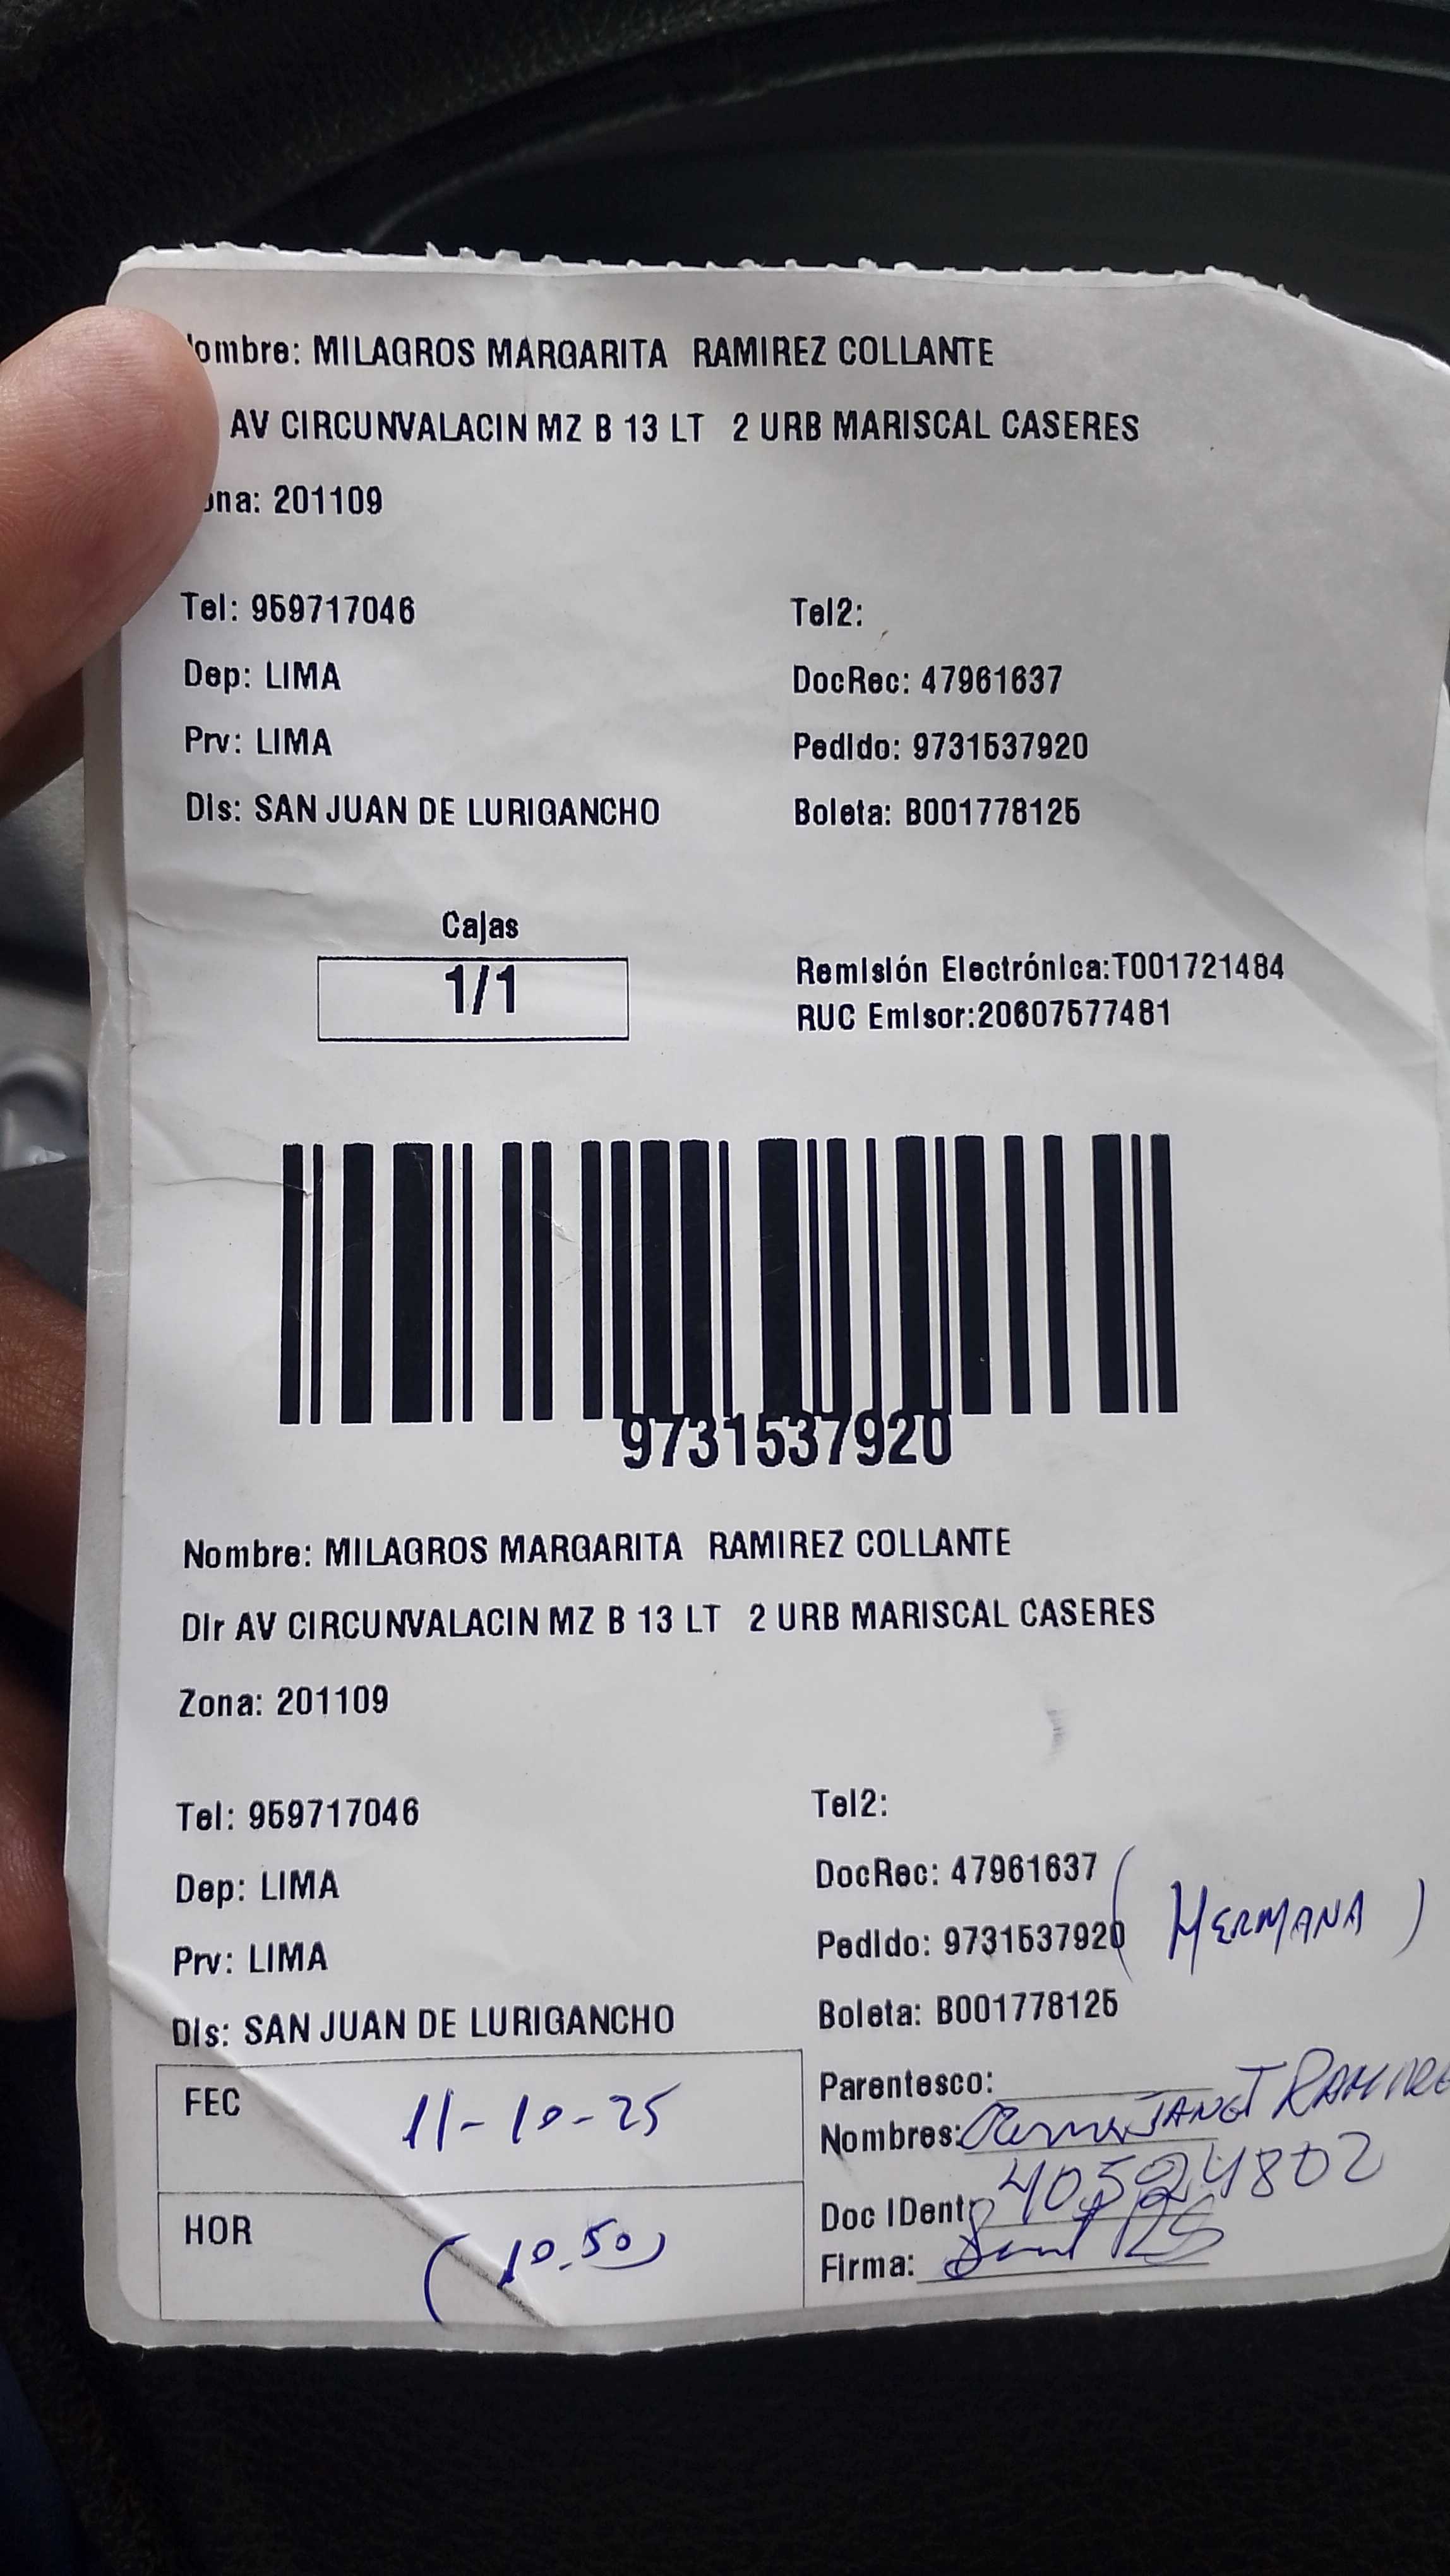 ombre: MILAGROS MARGARITA RAMIREZ COLLANTE
AV CIRCUNVALACIN MZ B 13 LT 2 URB MARISCAL CASERES
ona: 201109
Tel: 959717046
Tel2:
Dep: LIMA
DocRec: 47961637
Prv: LIMA
Pedido: 9731537920
Dis: SAN JUAN DE LURIGANCHO
Boleta: B001778125
Cajas
1/1
Remisión Electrónica:T001721484
RUC Emisor:20607577481
9731537920
Nombre: MILAGROS MARGARITA RAMIREZ COLLANTE
Dir AV CIRCUNVALACIN MZ B 13 LT 2 URB MARISCAL CASERES
Zona: 201109
Tel: 959717046
Tel2:
Dep: LIMA
DocRec: 47961637
Prv: LIMA
Pedido: 9731537920
(HERMANA)
Dis: SAN JUAN DE LURIGANCHO
Boleta: B001778125
FEC
11-10-25
Parentesco:
Nombres: JANET RAMIRE
HOR
(10.50)
Doc IDent 40524802
Firma: